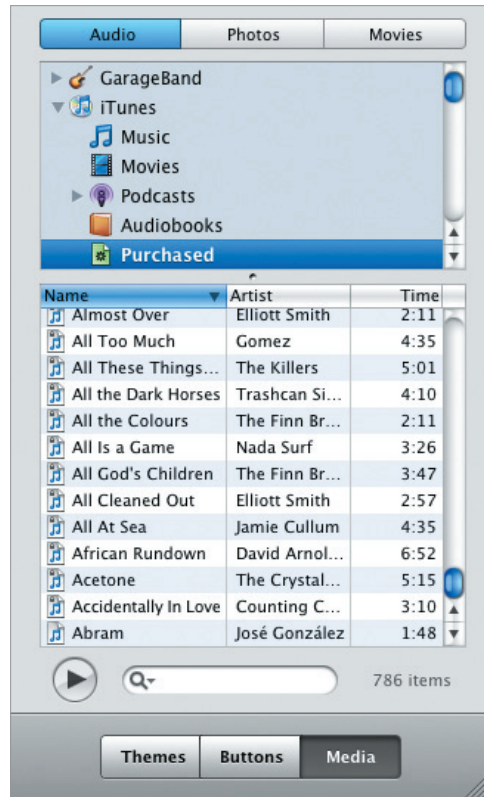 Audio Photos Movies
GarageBand
iTunes
Music
Movies
Podcasts
Audiobooks
Purchased
Name Artist Time
Almost Over Elliott Smith 2:11
All Too Much Gomez 4:35
All These Things... The Killers 5:01
All the Dark Horses Trashcan Si... 4:10
All the Colours The Finn Br... 2:11
All Is a Game Nada Surf 3:26
All God's Children The Finn Br... 3:47
All Cleaned Out Elliott Smith 2:57
All At Sea Jamie Cullum 4:35
African Rundown David Arnol... 6:52
Acetone The Crystal... 5:15
Accidentally In Love Counting C... 3:10
Abram José González 1:48
786 items
Themes Buttons Media